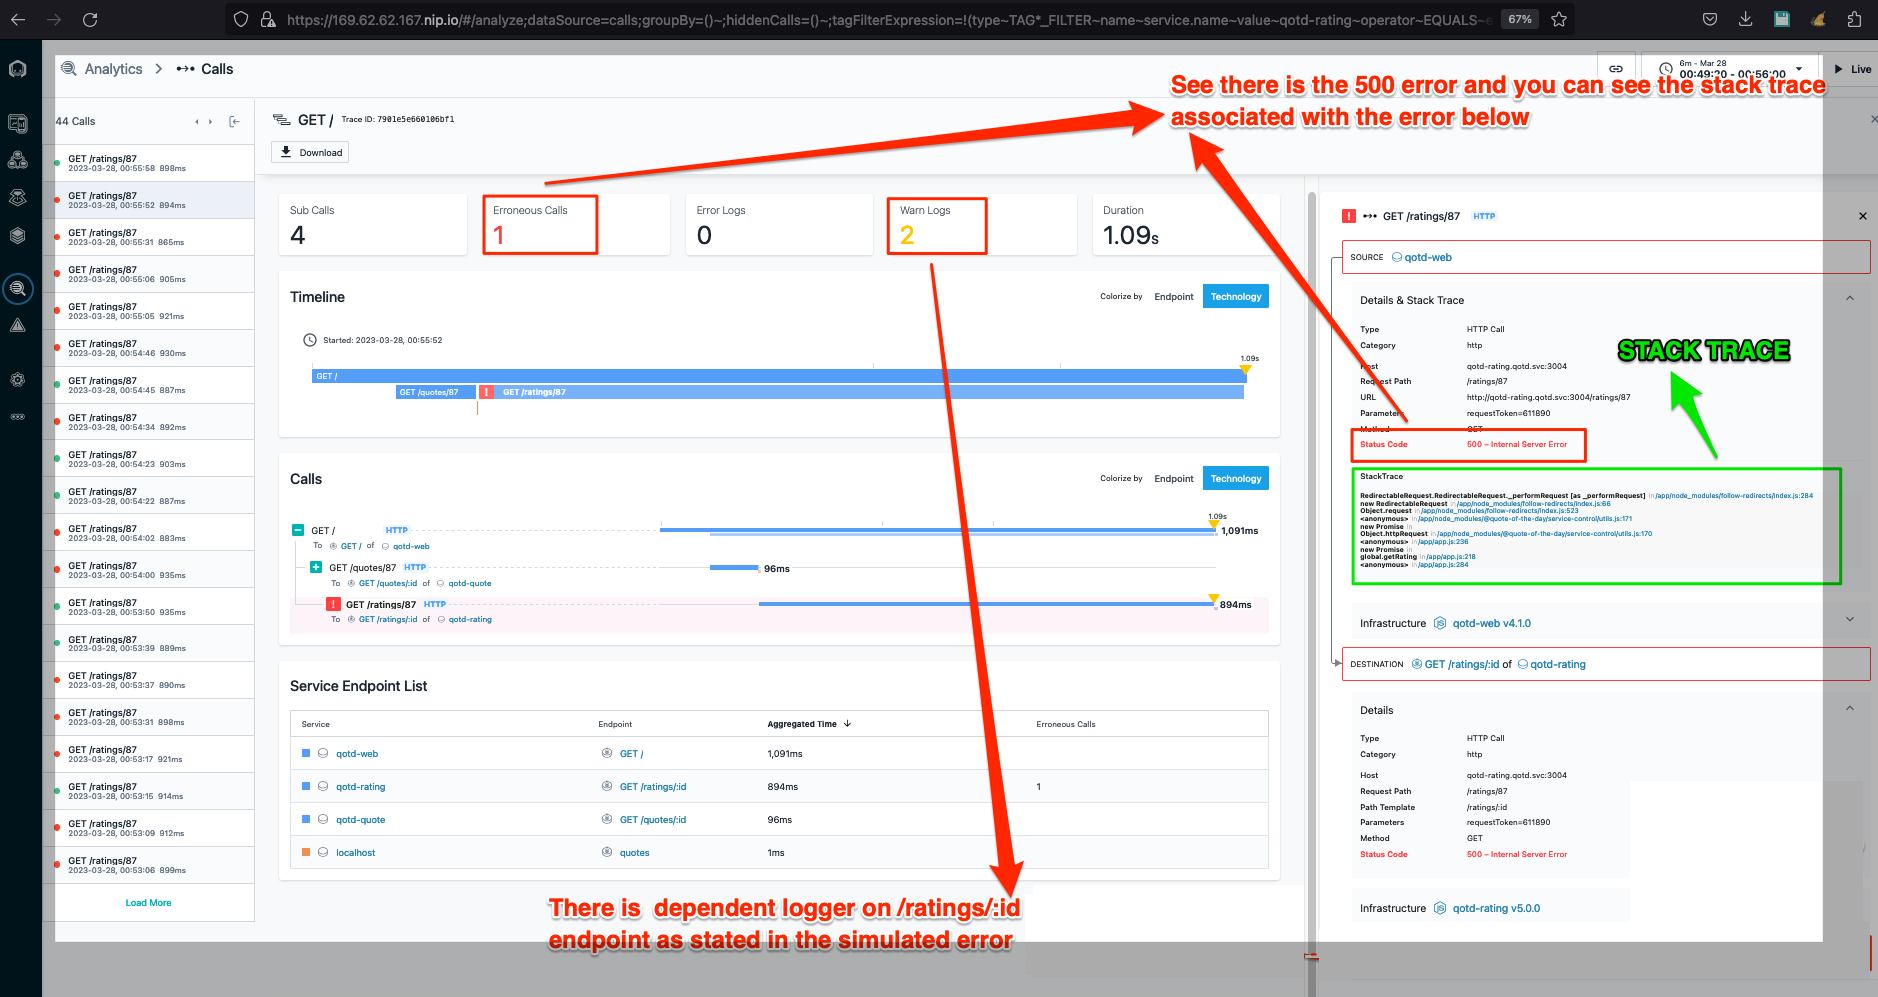 https://169.62.62.167.nip.io/#/analyze;dataSource=calls;groupBy=()~;hiddenCalls=()~;tagFilterExpression=!(type~TAG*_FILTER~name~service.name~value~qotd-rating~operator~EQUALS~e
67%
Analytics > Calls
6m - Mar 28
00:49:20 - 00:56:00
Live
See there is the 500 error and you can see the stack trace
associated with the error below
44 Calls
GET /ratings/87
2023-03-28, 00:55:58 898ms
GET /ratings/87
2023-03-28, 00:55:52 894ms
GET /ratings/87
2023-03-28, 00:55:31 865ms
GET /ratings/87
2023-03-28, 00:55:06 905ms
GET /ratings/87
2023-03-28, 00:55:05 921ms
GET /ratings/87
2023-03-28, 00:54:46 930ms
GET /ratings/87
2023-03-28, 00:54:45 887ms
GET /ratings/87
2023-03-28, 00:54:34 892ms
GET /ratings/87
2023-03-28, 00:54:23 903ms
GET /ratings/87
2023-03-28, 00:54:22 887ms
GET /ratings/87
2023-03-28, 00:54:02 883ms
GET /ratings/87
2023-03-28, 00:54:00 935ms
GET /ratings/87
2023-03-28, 00:53:50 935ms
GET /ratings/87
2023-03-28, 00:53:39 889ms
GET /ratings/87
2023-03-28, 00:53:37 890ms
GET /ratings/87
2023-03-28, 00:53:31 898ms
GET /ratings/87
2023-03-28, 00:53:17 921ms
GET /ratings/87
2023-03-28, 00:53:15 914ms
GET /ratings/87
2023-03-28, 00:53:09 912ms
GET /ratings/87
2023-03-28, 00:53:06 899ms
Load More
GET / Trace ID: 7901e5e660106bf1
Download
Sub Calls
4
Erroneous Calls
1
Error Logs
0
Warn Logs
2
Duration
1.09s
Timeline
Colorize by Endpoint Technology
Started: 2023-03-28, 00:55:52
1.09s
GET /
GET /quotes/87 ! GET /ratings/87
Calls
Colorize by Endpoint Technology
1.09s
GET / HTTP 1,091ms
To GET / of qotd-web
GET /quotes/87 HTTP 96ms
To GET /quotes/:id of qotd-quote
! GET /ratings/87 HTTP 894ms
To GET /ratings/:id of qotd-rating
Service Endpoint List
Service Endpoint Aggregated Time Erroneous Calls
qotd-web GET / 1,091ms
qotd-rating GET /ratings/:id 894ms 1
qotd-quote GET /quotes/:id 96ms
localhost quotes 1ms
There is dependent logger on /ratings/:id
endpoint as stated in the simulated error
! GET /ratings/87 HTTP
SOURCE qotd-web
Details & Stack Trace
STACK TRACE
Type HTTP Call
Category http
Host qotd-rating.qotd.svc:3004
Request Path /ratings/87
URL http://qotd-rating.qotd.svc:3004/ratings/87
Parameters requestToken=611890
Method GET
Status Code 500 – Internal Server Error
StackTrace
RedirectableRequest.RedirectableRequest._performRequest [as _performRequest] in /app/node_modules/follow-redirects/index.js:284
new RedirectableRequest in /app/node_modules/follow-redirects/index.js:66
Object.request in /app/node_modules/follow-redirects/index.js:523
<anonymous> in /app/node_modules/@quote-of-the-day/service-control/utils.js:171
new Promise in
Object.httpRequest in /app/node_modules/@quote-of-the-day/service-control/utils.js:170
<anonymous> in /app/app.js:236
new Promise in
global.getRating in /app/app.js:218
<anonymous> in /app/app.js:284
Infrastructure qotd-web v4.1.0
DESTINATION GET /ratings/:id of qotd-rating
Details
Type HTTP Call
Category http
Host qotd-rating.qotd.svc:3004
Request Path /ratings/87
Path Template /ratings/:id
Parameters requestToken=611890
Method GET
Status Code 500 – Internal Server Error
Infrastructure qotd-rating v5.0.0